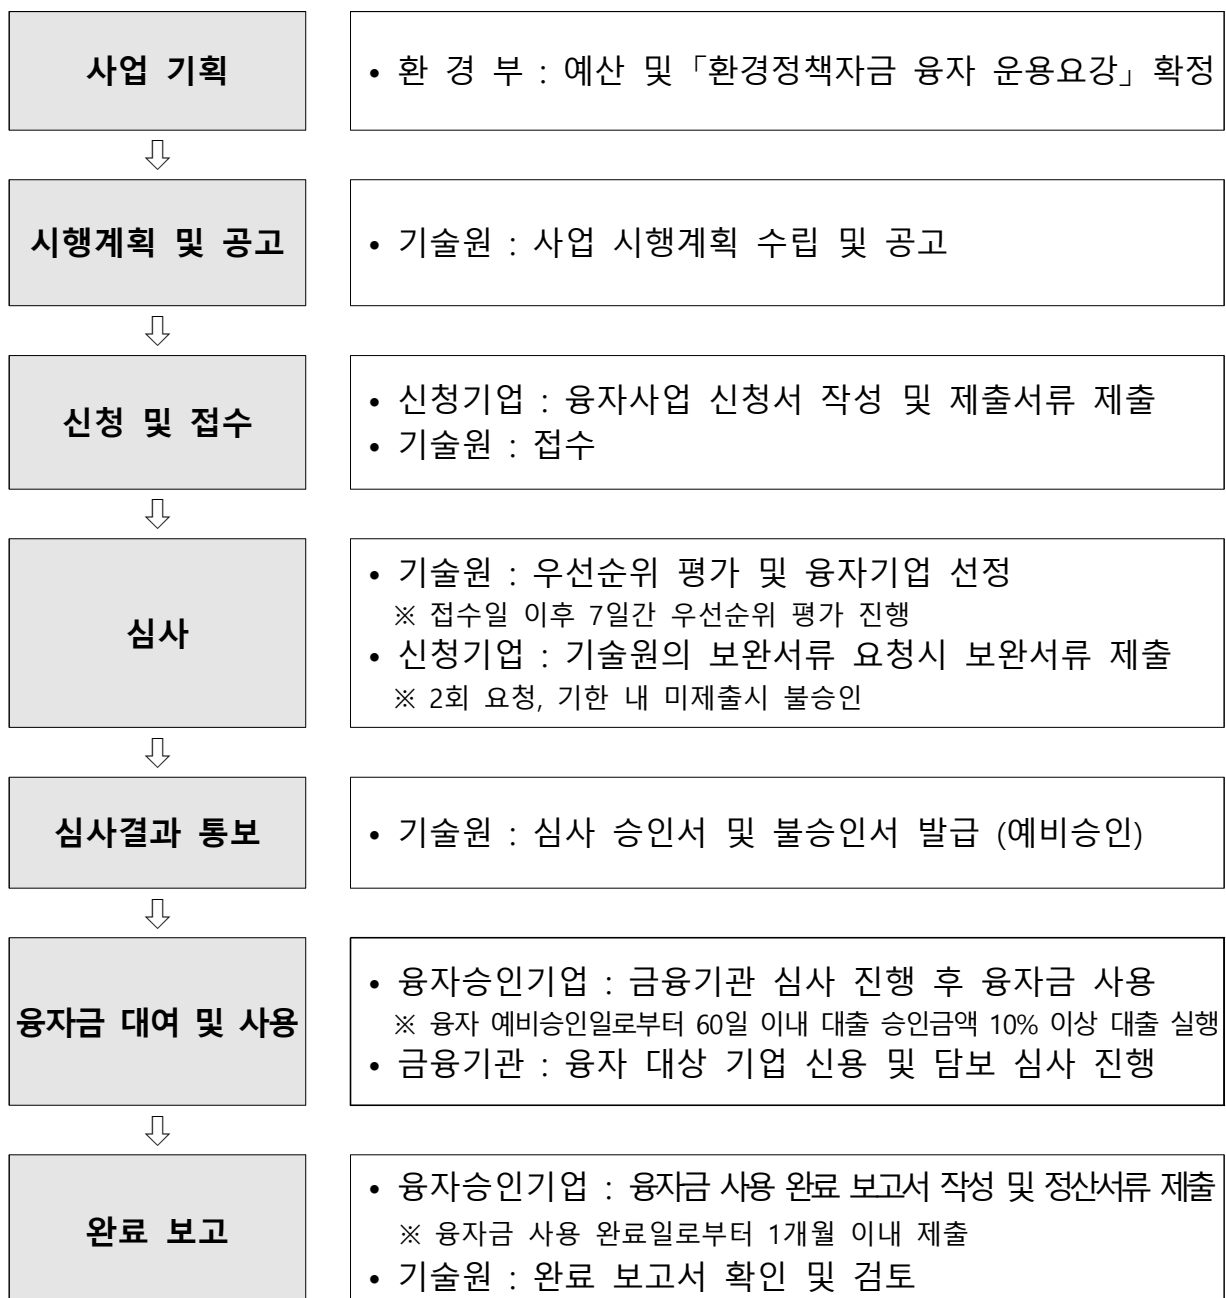 사업 기획
• 환 경 부 : 예산 및「환경정책자금 융자 운용요강」확정
시행계획 및 공고
• 기술원 : 사업 시행계획 수립 및 공고
신청 및 접수
• 신청기업 : 융자사업 신청서 작성 및 제출서류 제출
• 기술원 : 접수
심사
• 기술원 : 우선순위 평가 및 융자기업 선정
※ 접수일 이후 7일간 우선순위 평가 진행
• 신청기업 : 기술원의 보완서류 요청시 보완서류 제출
※ 2회 요청, 기한 내 미제출시 불승인
심사결과 통보
• 기술원 : 심사 승인서 및 불승인서 발급 (예비승인)
융자금 대여 및 사용
• 융자승인기업 : 금융기관 심사 진행 후 융자금 사용
※ 융자 예비승인일로부터 60일 이내 대출 승인금액 10% 이상 대출 실행
• 금융기관 : 융자 대상 기업 신용 및 담보 심사 진행
완료 보고
• 융자승인기업 : 융자금 사용 완료 보고서 작성 및 정산서류 제출
※ 융자금 사용 완료일로부터 1개월 이내 제출
• 기술원 : 완료 보고서 확인 및 검토